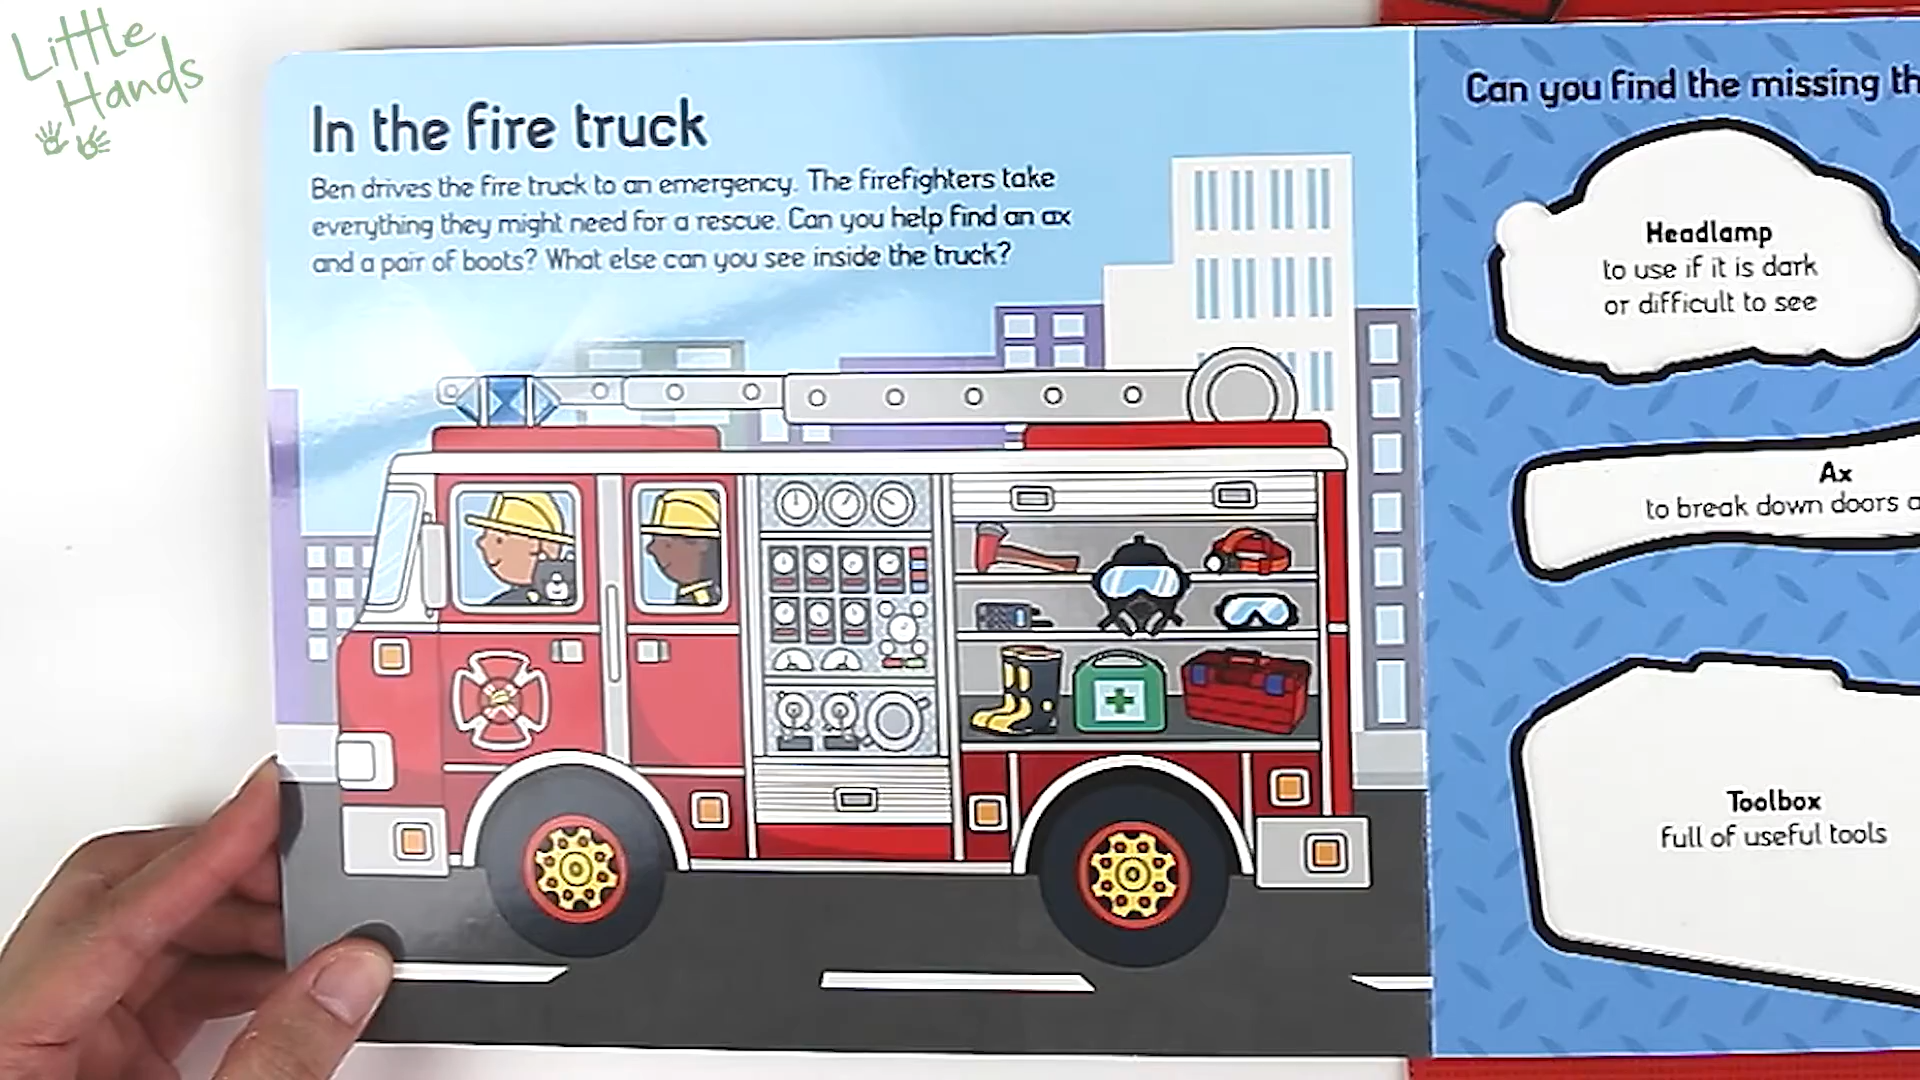 Little
Hands
In the fire truck
Ben drives the fire truck to an emergency. The firefighters take
everything they might need for a rescue. Can you help find an ax
and a pair of boots? What else can you see inside the truck?
Can you find the missing
Headlamp
to use if it is dark
or difficult to see
Ax
to break down doors
Toolbox
full of useful tools